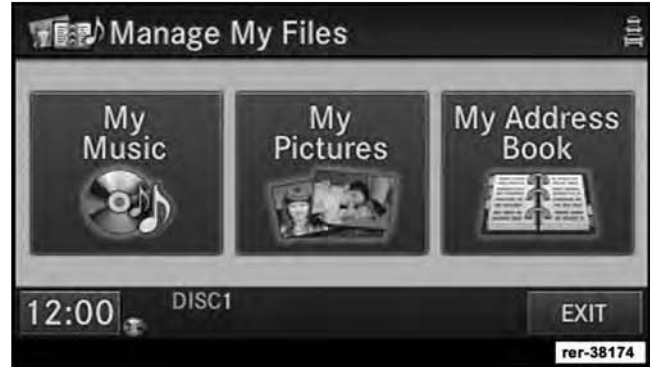 Manage My Files
My
Music
My
Pictures
My Address
Book
12:00
DISC1
EXIT
rer-38174